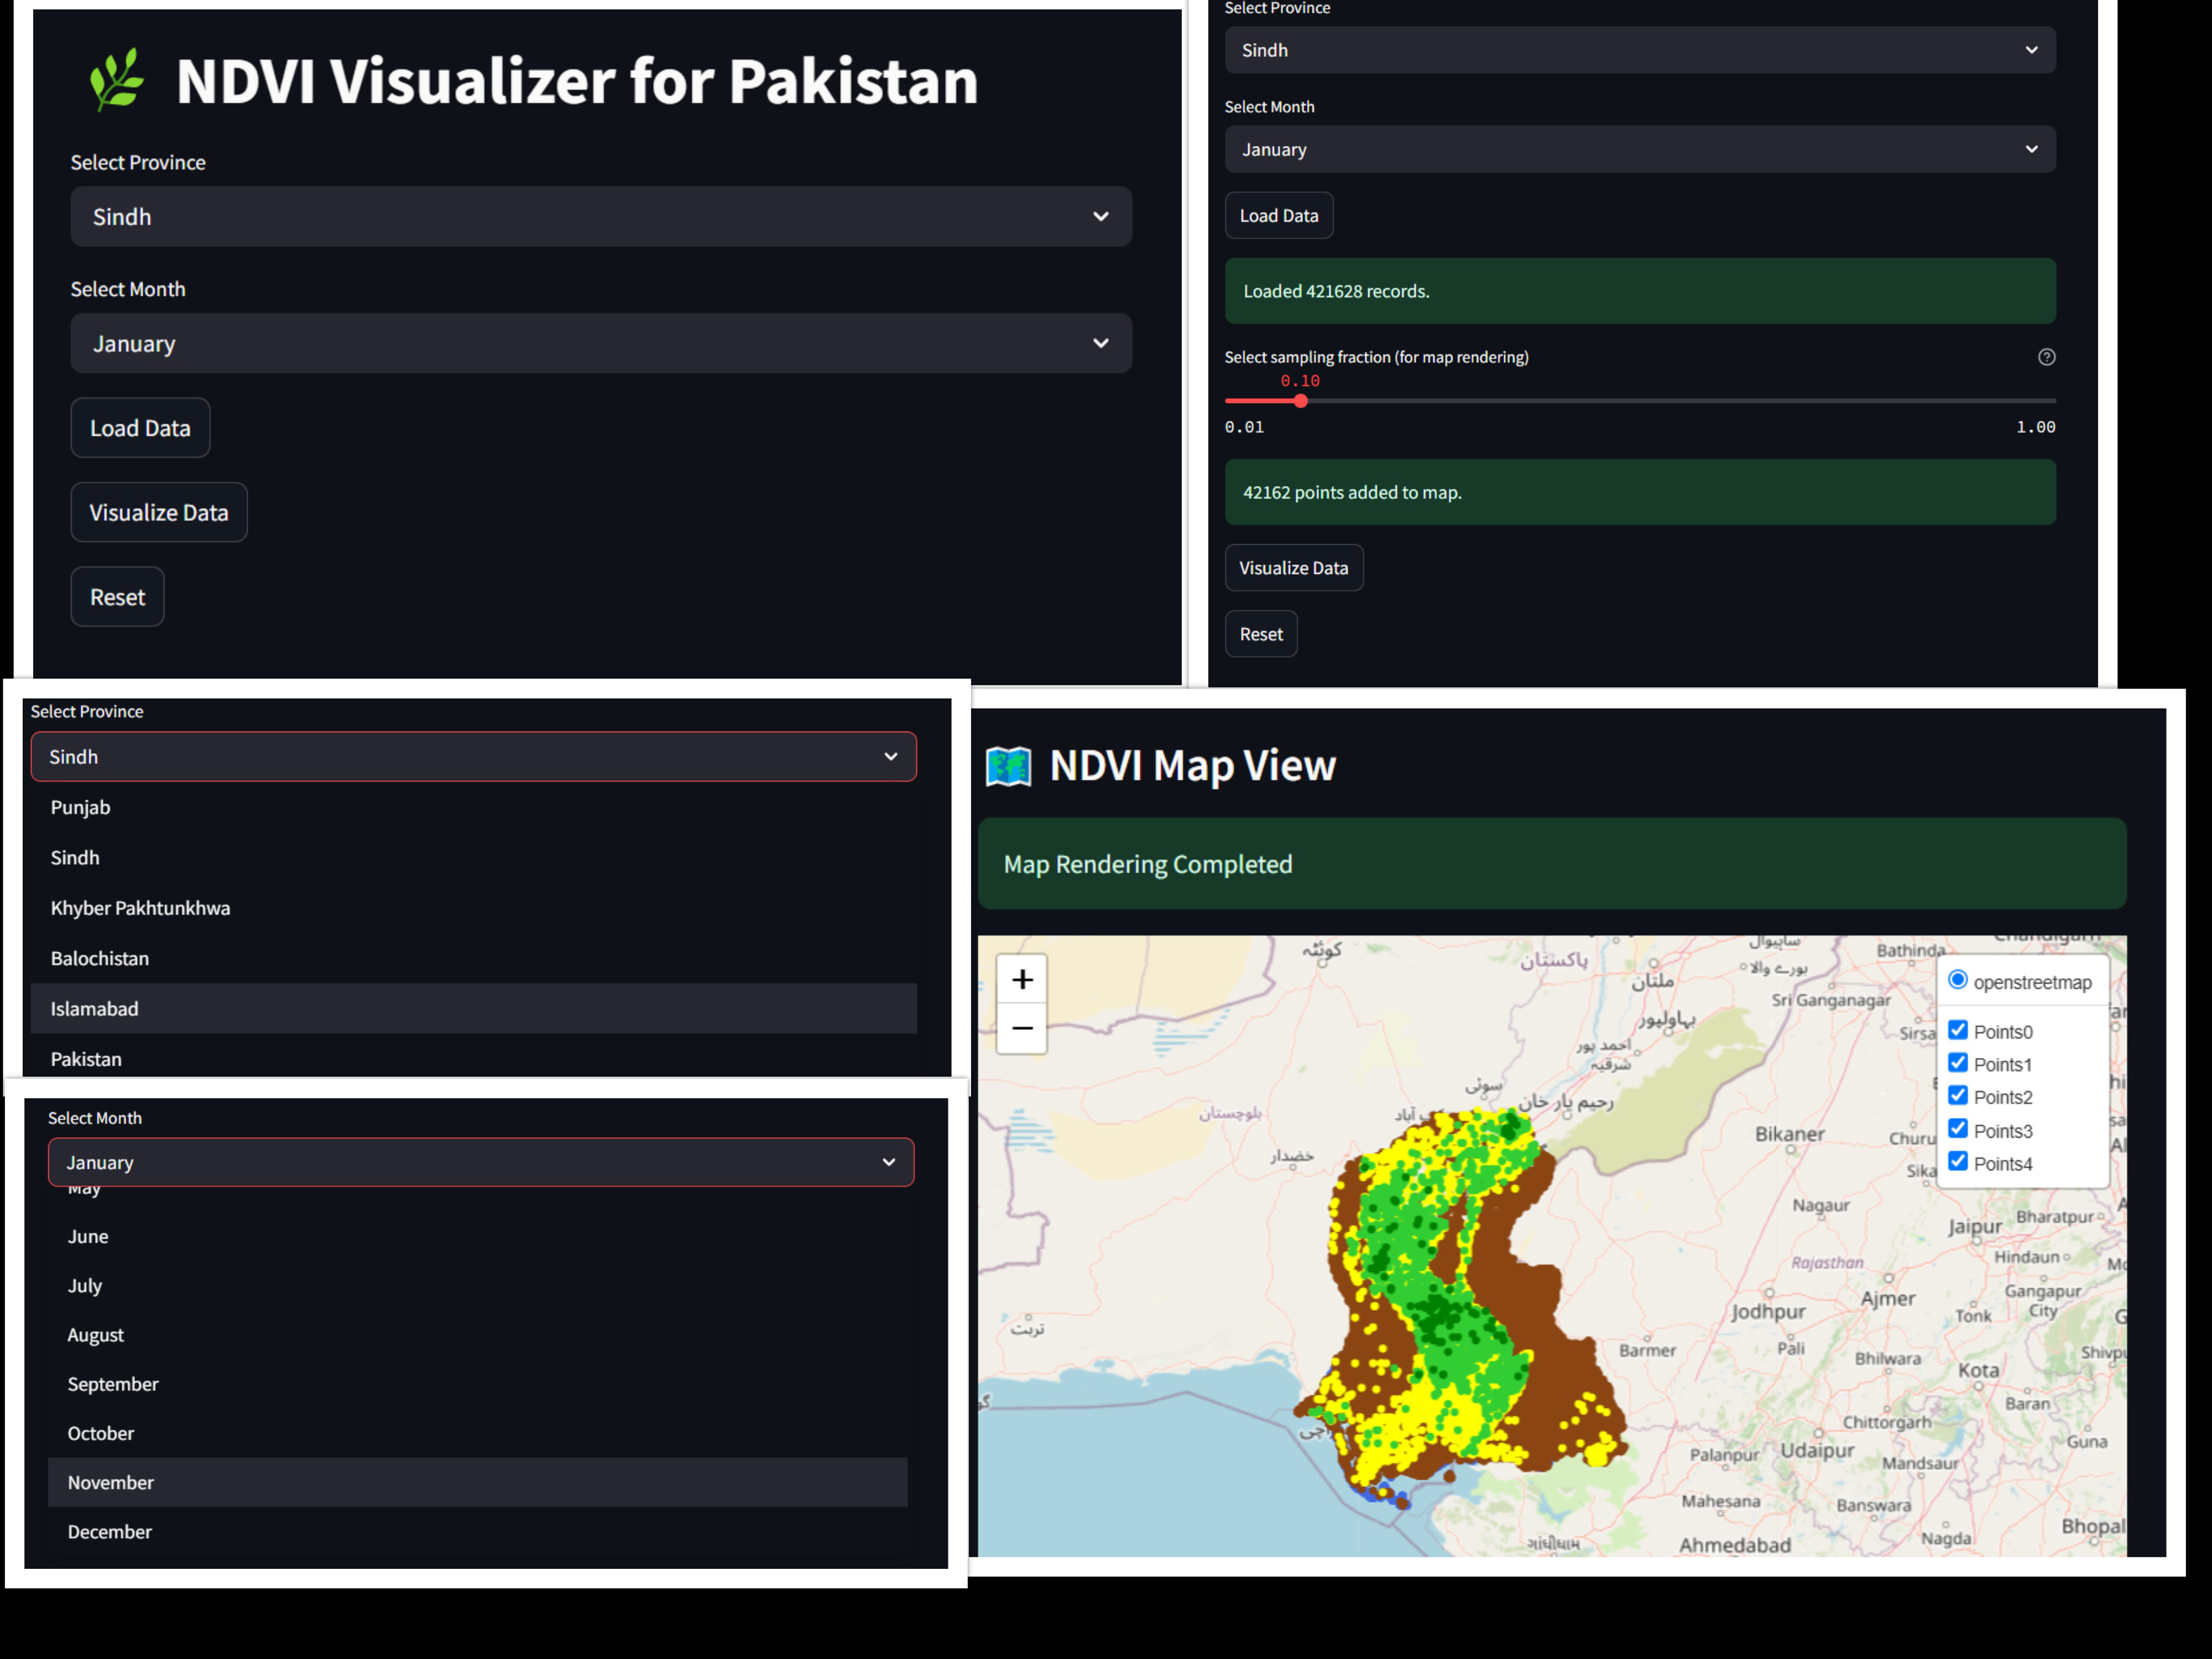 NDVI Visualizer for Pakistan
Select Province
Sindh
Select Month
January
Load Data
Visualize Data
Reset
Select Province
Sindh
Select Month
January
Load Data
Loaded 421628 records.
Select sampling fraction (for map rendering)
0.10
0.01
1.00
42162 points added to map.
Visualize Data
Reset
Select Province
Sindh
Punjab
Sindh
Khyber Pakhtunkhwa
Balochistan
Islamabad
Pakistan
Select Month
January
May
June
July
August
September
October
November
December
NDVI Map View
Map Rendering Completed
+
−
openstreetmap
Points0
Points1
Points2
Points3
Points4
کوئٹہ
پاکستان
ساہیوال
Bathinda
Chandigarh
ملتان
بورے والا
Sri Ganganagar
بہاولپور
Sirsa
احمد پور
شرقیہ
سوئی
رحیم یار خان
بلوچستان
آباد
Bikaner
Churu
خضدار
Sika
Nagaur
Jaipur
Bharatpur
Rajasthan
Hindaun
تربت
Jodhpur
Ajmer
Tonk
Gangapur
City
Barmer
Pali
Bhilwara
Kota
Shivpu
Baran
Chittorgarh
Palanpur
Udaipur
Guna
Mandsaur
Mahesana
Banswara
Bhopal
ગાંધીધામ
Ahmedabad
Nagda